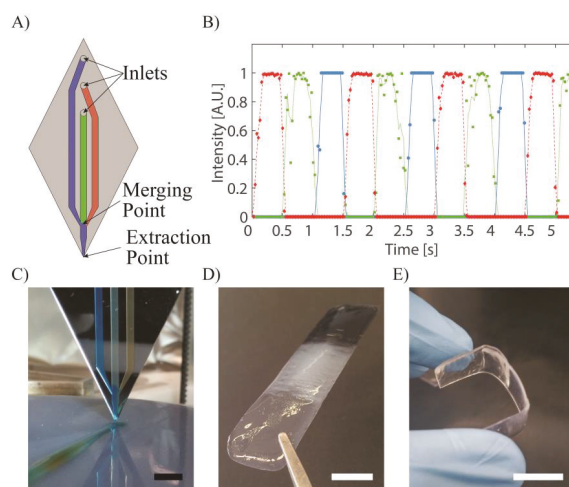 A)
Inlets
Merging
Point
Extraction
Point
B)
Intensity [A.U.]
1
0.8
0.6
0.4
0.2
0
0 0.5 1 1.5 2 2.5 3 3.5 4 4.5 5
Time [s]
C)
D)
E)